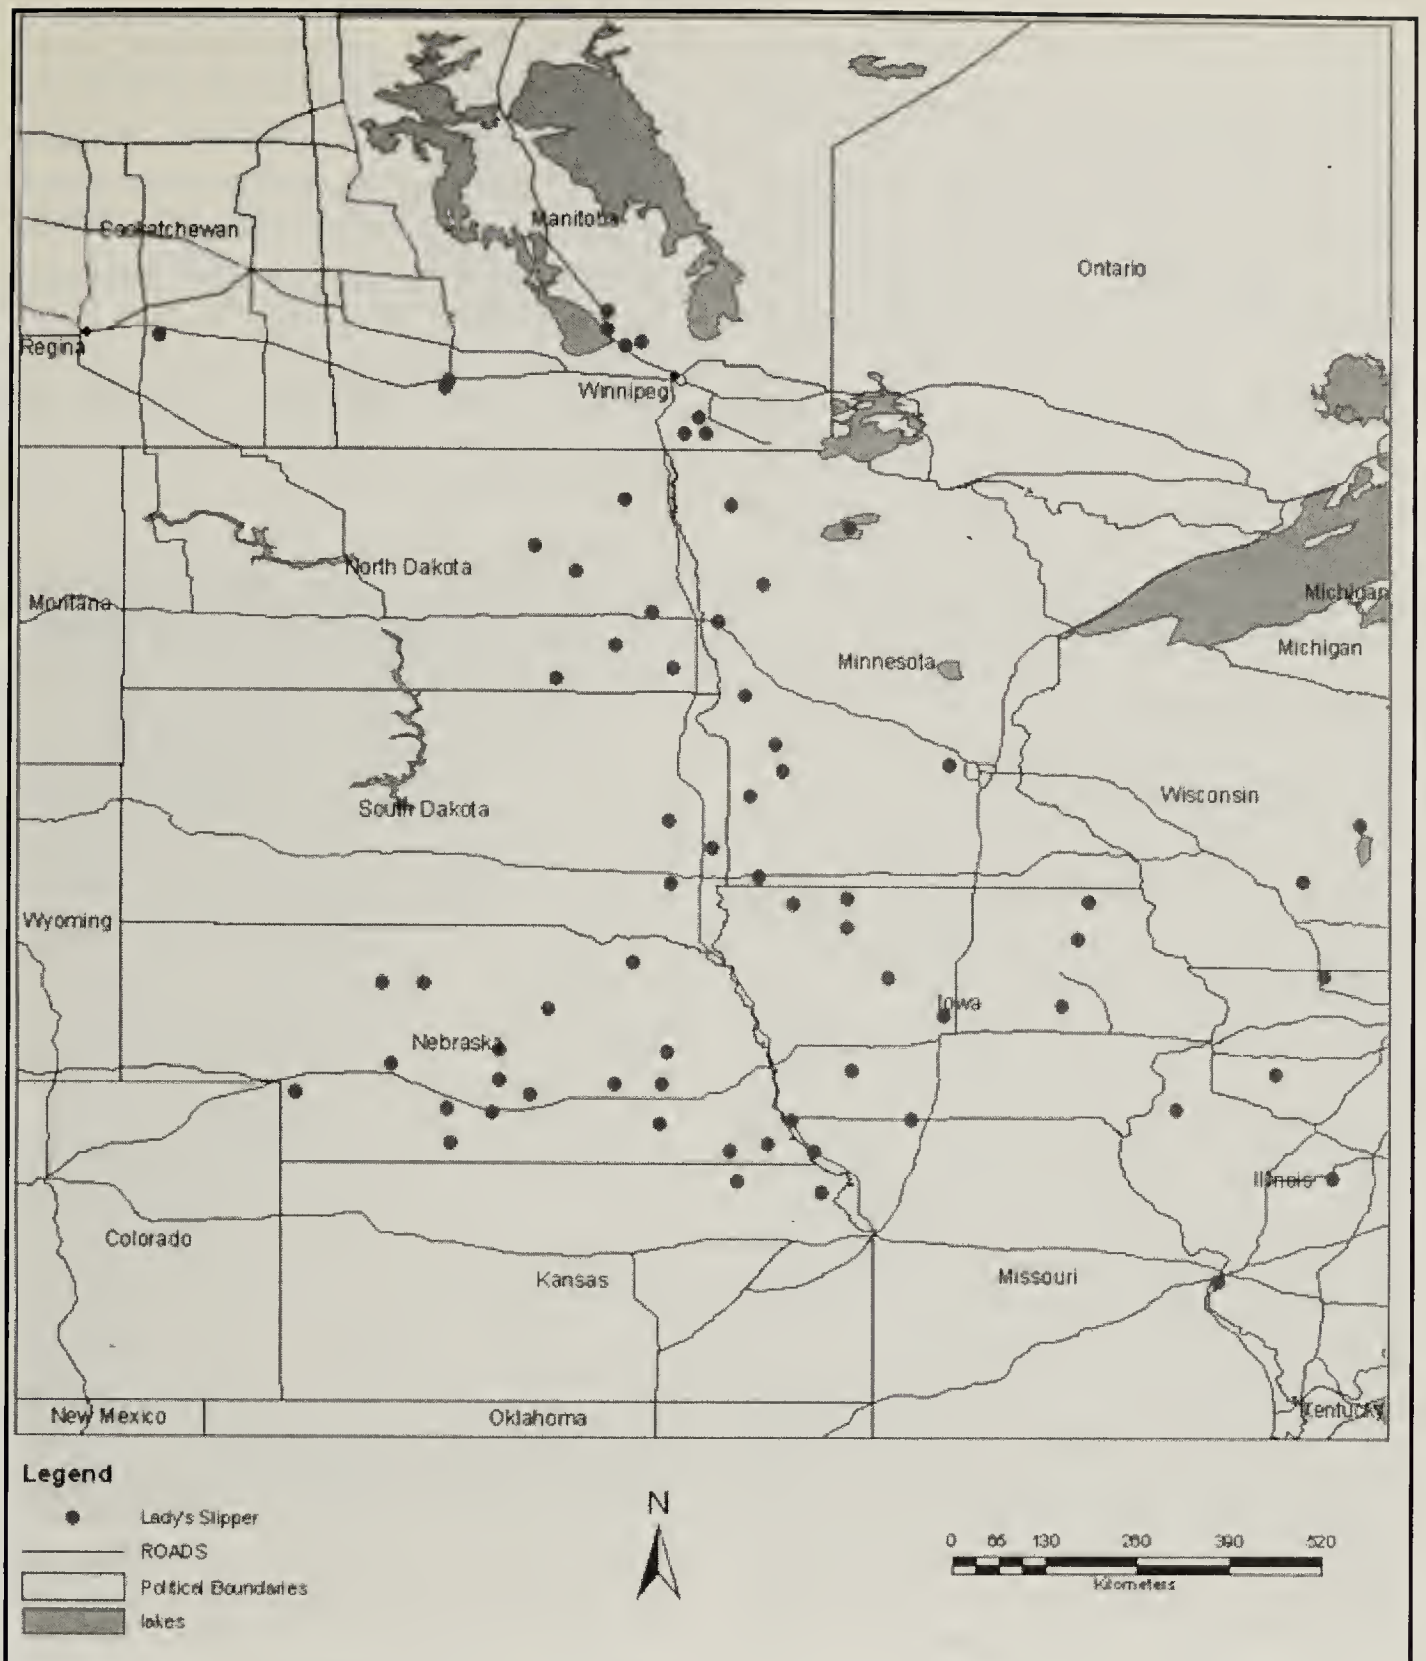 Manitoba
Saskatchewan
Ontario
Regina
Winnipeg
North Dakota
Montana
Michigan
Michigan
Minnesota
Wisconsin
South Dakota
Wyoming
Iowa
Nebraska
Illinois
Colorado
Kansas
Missouri
New Mexico
Oklahoma
Kentucky
Legend
Lady's Slipper
ROADS
Political Boundaries
lakes
N
0 65 130 260 390 520
Kilometers